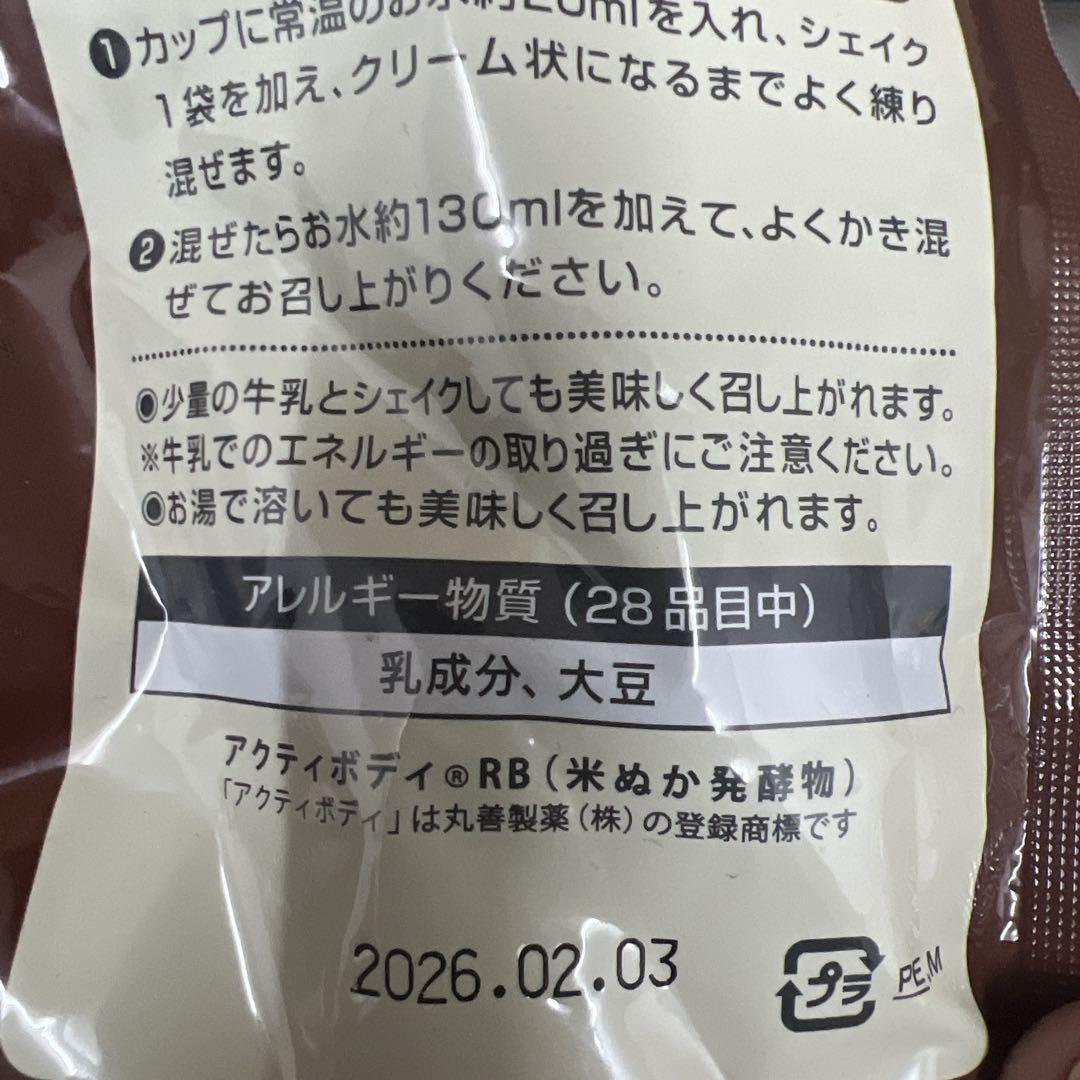 ❶カップに常温のお水約20mlを入れ、シェイク
1袋を加え、クリーム状になるまでよく練り
混ぜます。
❷混ぜたらお水約130mlを加えて、よくかき混
ぜてお召し上がりください。
◉少量の牛乳とシェイクしても美味しく召し上がれます。
※牛乳でのエネルギーの取り過ぎにご注意ください。
◉お湯で溶いても美味しく召し上がれます。
アレルギー物質（28品目中）
乳成分、大豆
アクティボディ®RB（米ぬか発酵物）
「アクティボディ」は丸善製薬（株）の登録商標です
2026.02.03
プラ
PE,M